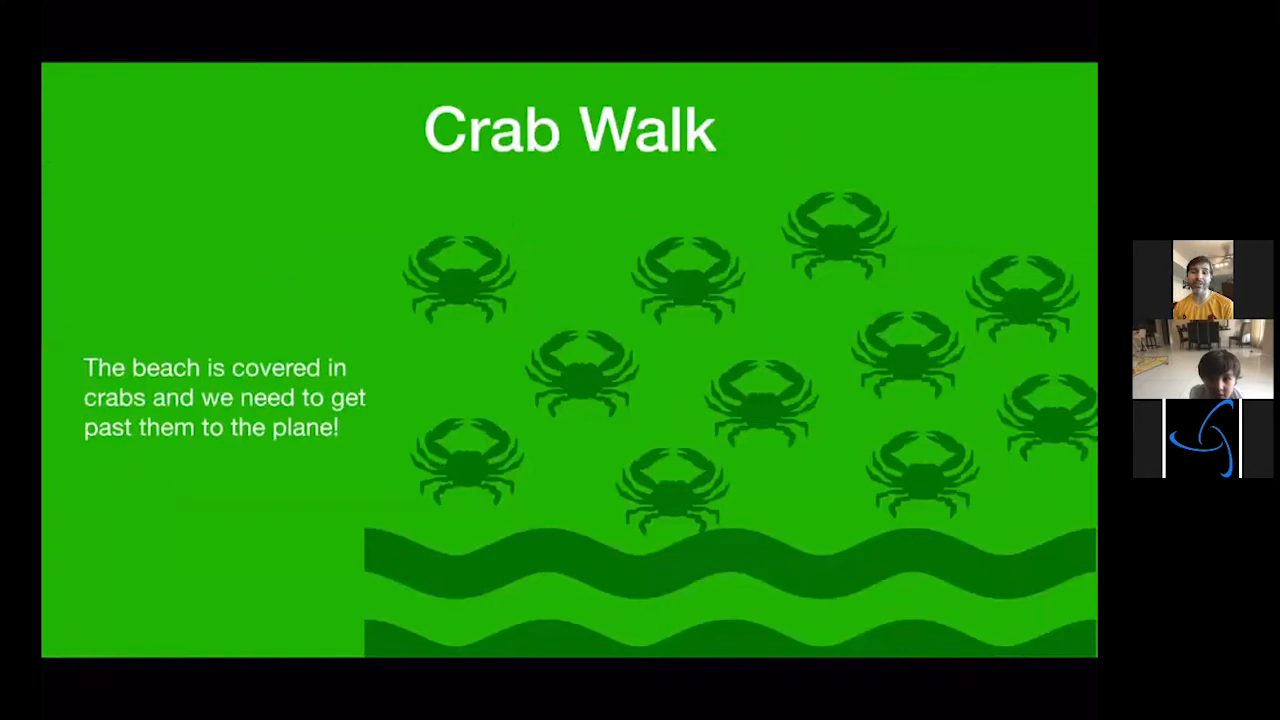 Crab Walk
The beach is covered in
crabs and we need to get
past them to the plane!